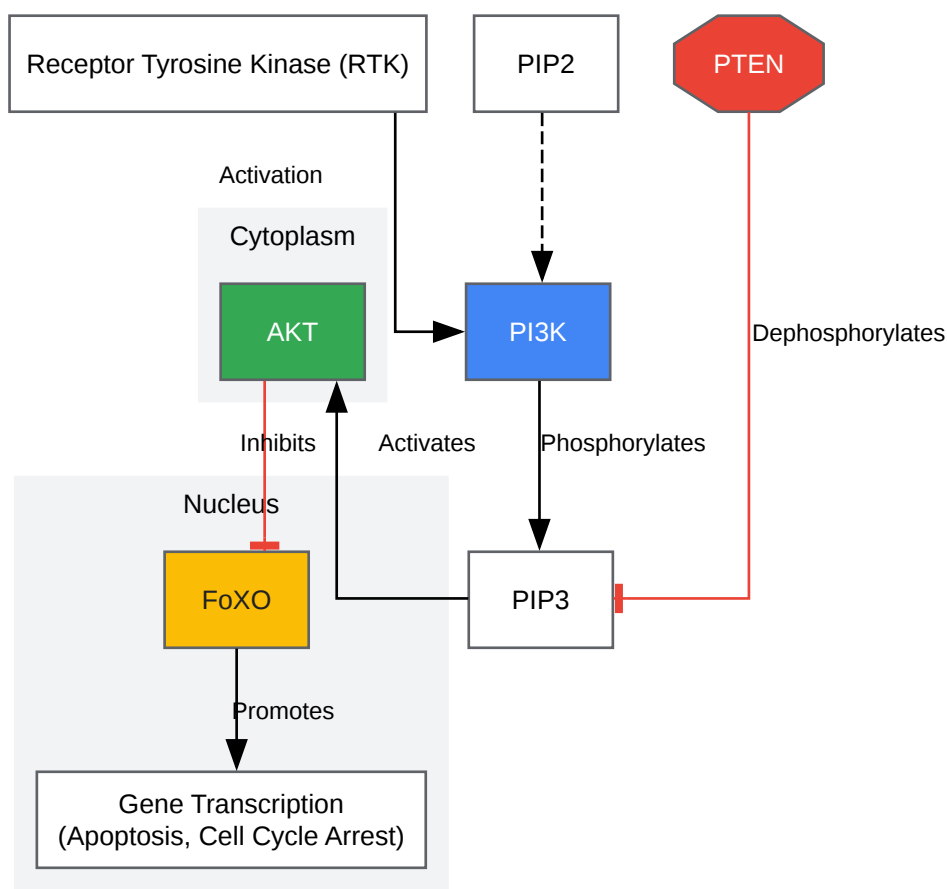 Receptor Tyrosine Kinase (RTK)
PIP2
PTEN
Activation
Cytoplasm
AKT
PI3K
Dephosphorylates
Inhibits
Activates
Phosphorylates
Nucleus
FoXO
PIP3
Promotes
Gene Transcription
(Apoptosis, Cell Cycle Arrest)